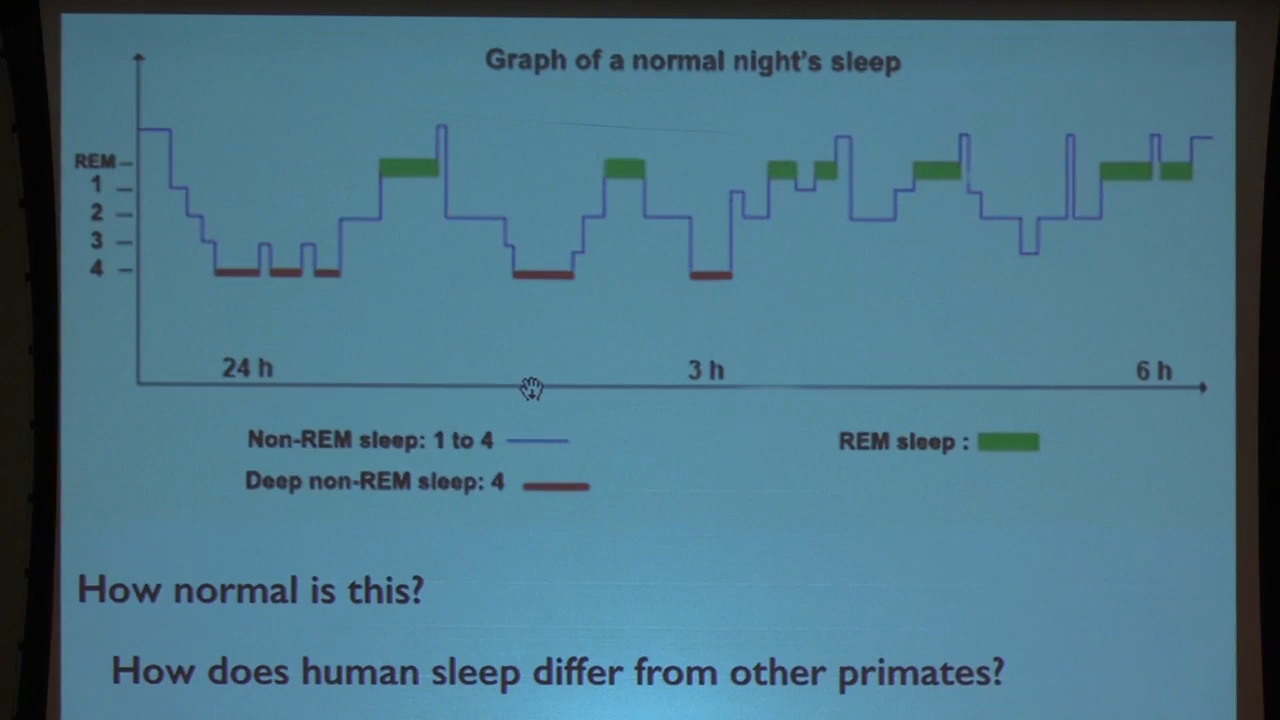 Graph of a normal night's sleep
REM
1
2
3
4
24 h
3 h
6 h
Non-REM sleep: 1 to 4
REM sleep :
Deep non-REM sleep: 4
How normal is this?
How does human sleep differ from other primates?